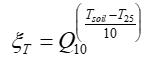 ξ_T = Q_10^((T_soil − T_25)/10)